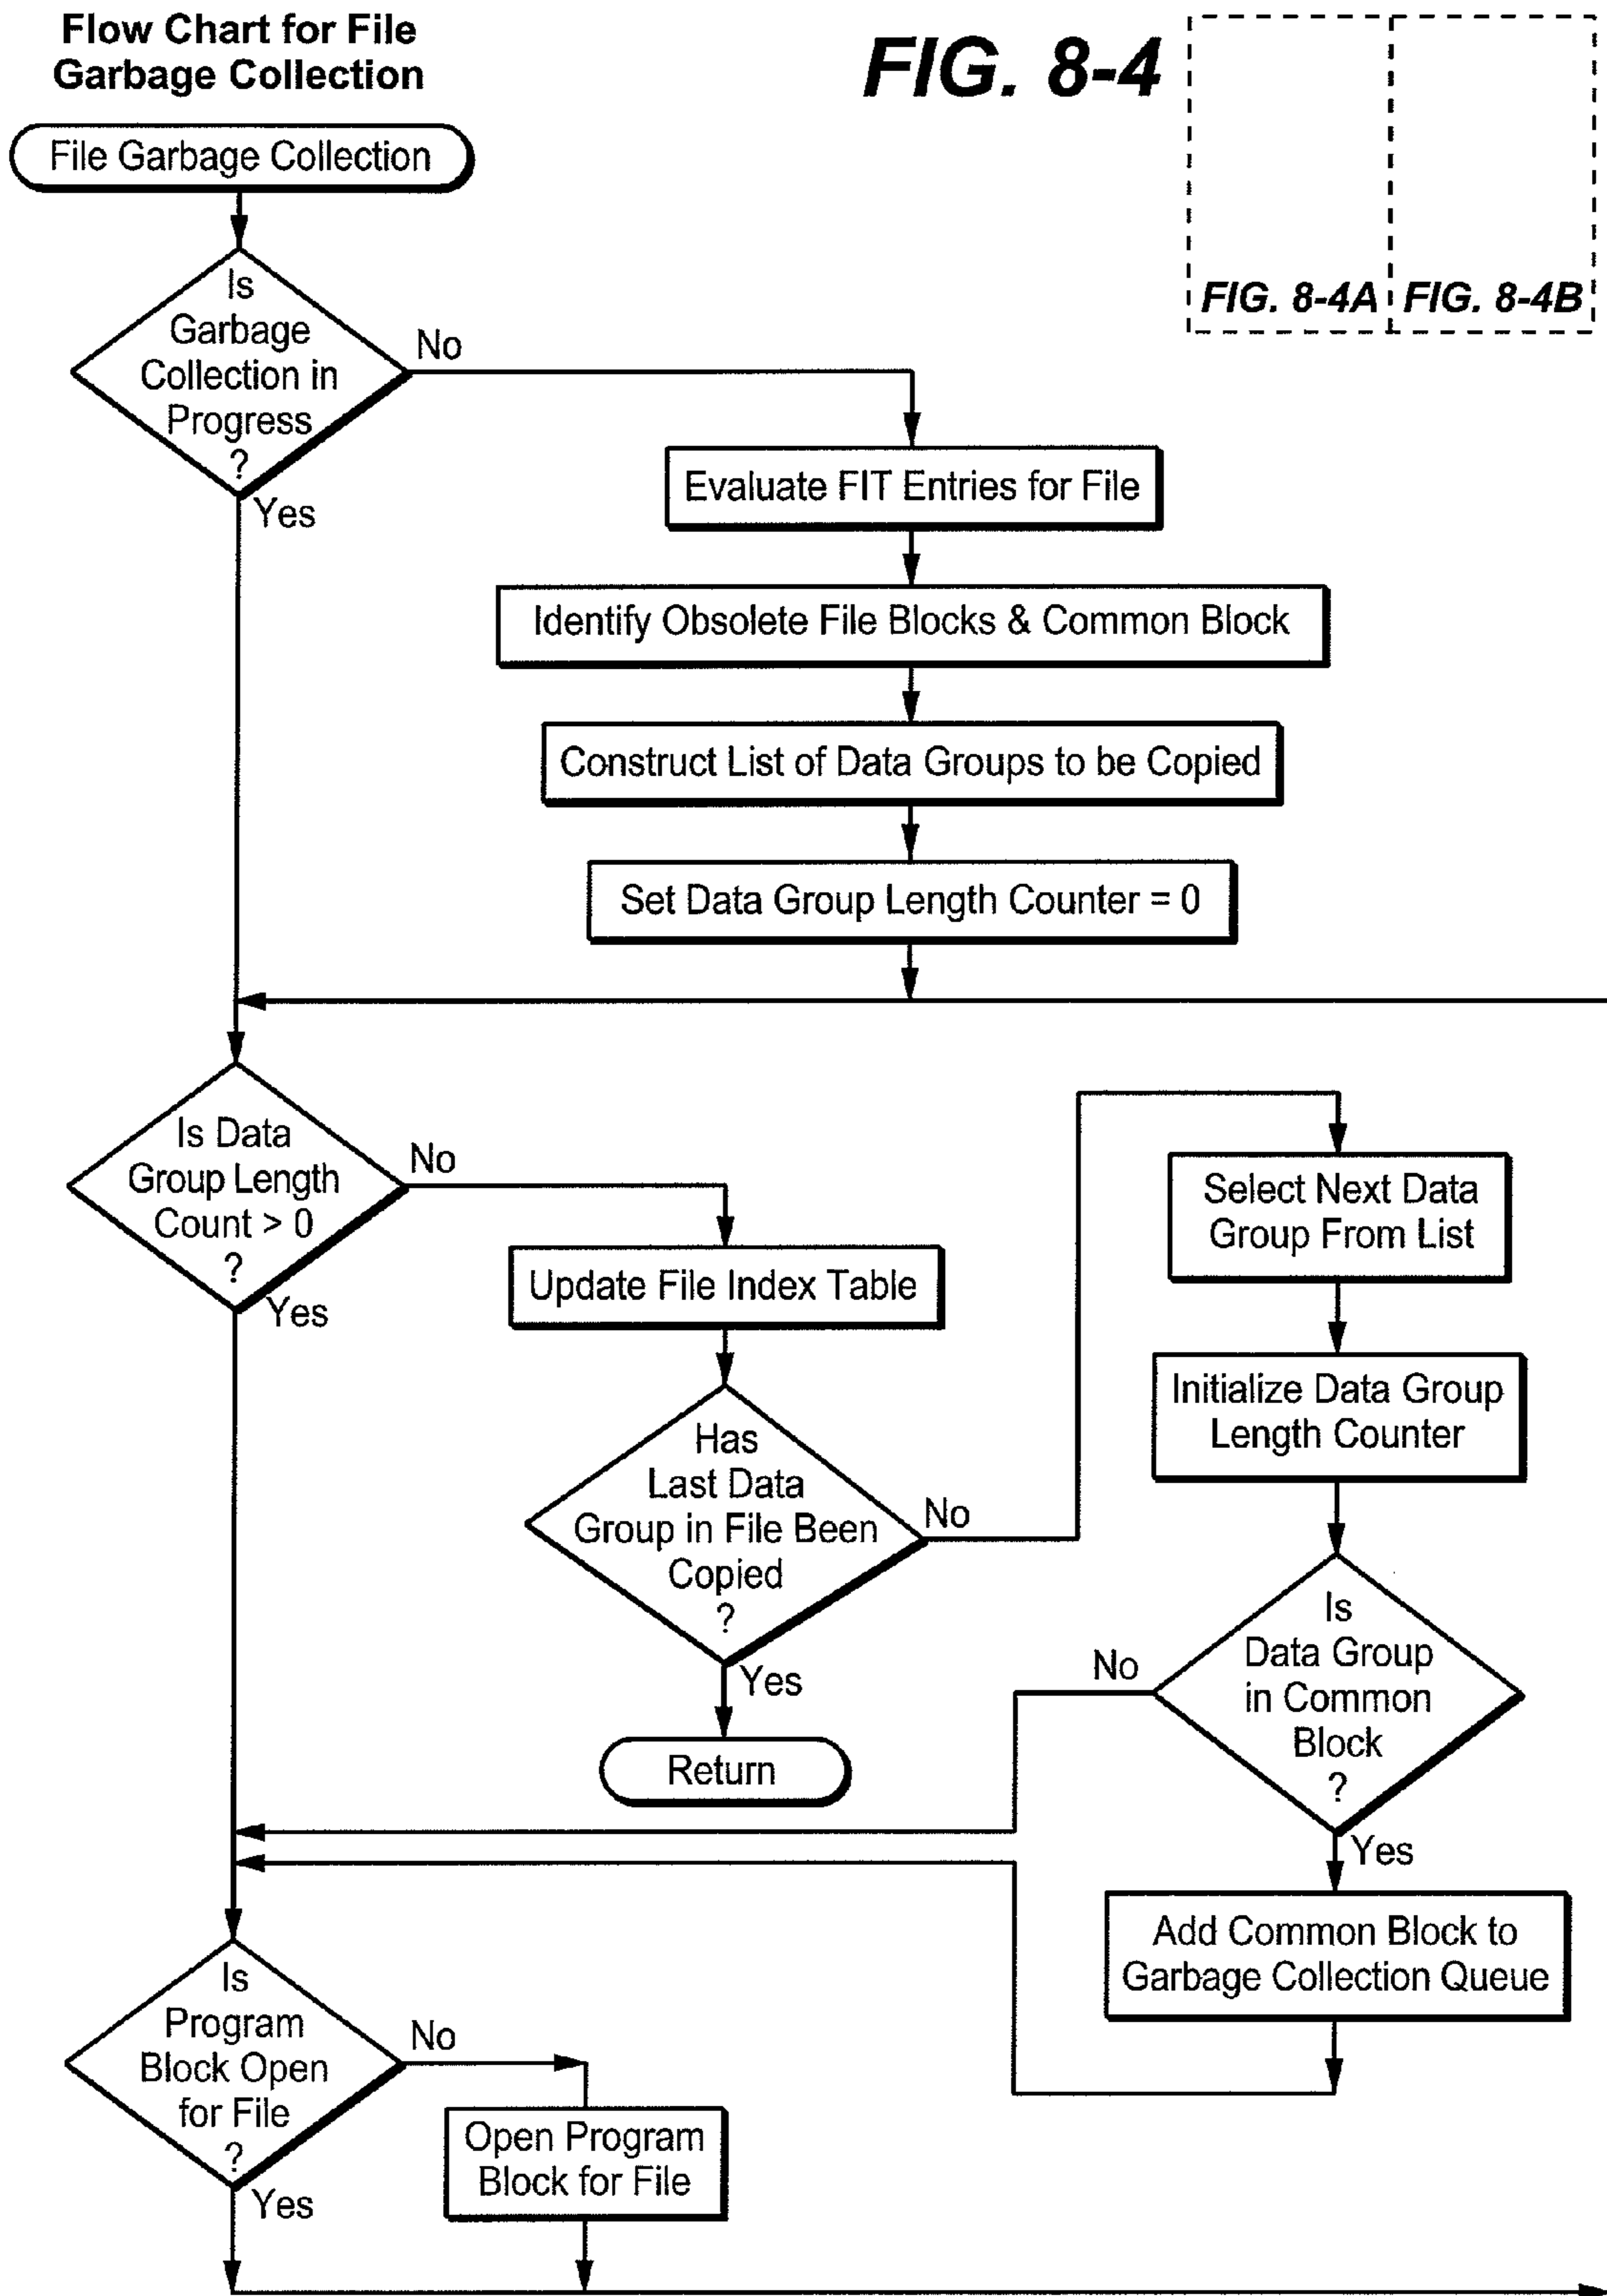 Flow Chart for File
Garbage Collection
FIG. 8-4
FIG. 8-4A
FIG. 8-4B
File Garbage Collection
Is
Garbage
Collection in
Progress
?
No
Yes
Evaluate FIT Entries for File
Identify Obsolete File Blocks & Common Block
Construct List of Data Groups to be Copied
Set Data Group Length Counter = 0
Is Data
Group Length
Count > 0
?
No
Yes
Update File Index Table
Has
Last Data
Group in File Been
Copied
?
No
Yes
Return
Select Next Data
Group From List
Initialize Data Group
Length Counter
Is
Data Group
in Common
Block
?
No
Yes
Add Common Block to
Garbage Collection Queue
Is
Program
Block Open
for File
?
No
Yes
Open Program
Block for File